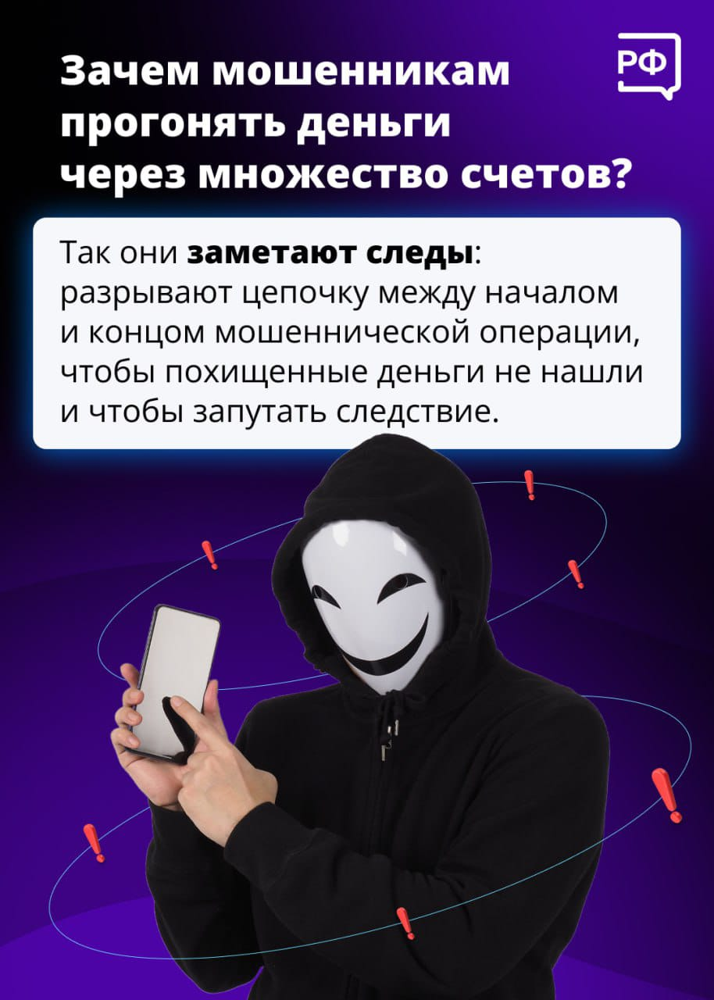 Зачем мошенникам
прогонять деньги
через множество счетов?
РФ
Так они заметают следы:
разрывают цепочку между началом
и концом мошеннической операции,
чтобы похищенные деньги не нашли
и чтобы запутать следствие.